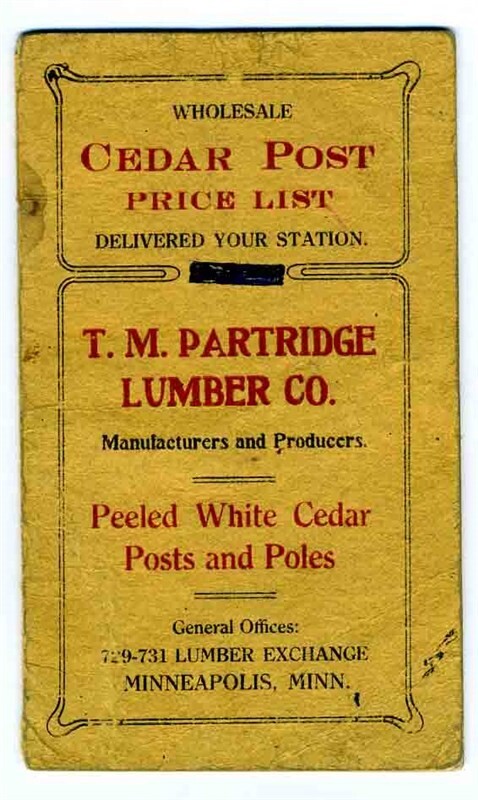 WHOLESALE
CEDAR POST
PRICE LIST
DELIVERED YOUR STATION.
T. M. PARTRIDGE
LUMBER CO.
Manufacturers and Producers.
Peeled White Cedar
Posts and Poles
General Offices:
729-731 LUMBER EXCHANGE
MINNEAPOLIS, MINN.